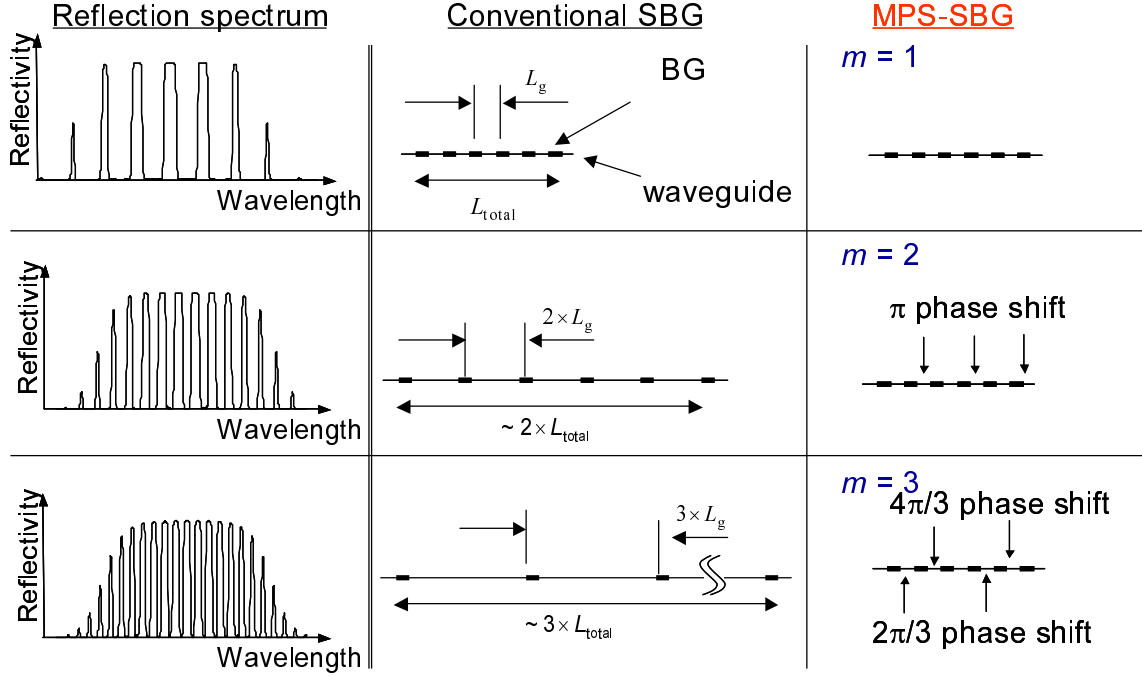 Reflection spectrum
Conventional SBG
MPS-SBG
Reflectivity
Wavelength
L_g
BG
waveguide
L_total
m = 1
Reflectivity
Wavelength
2 × L_g
~ 2 × L_total
m = 2
π phase shift
Reflectivity
Wavelength
3 × L_g
~ 3 × L_total
m = 3
4π/3 phase shift
2π/3 phase shift